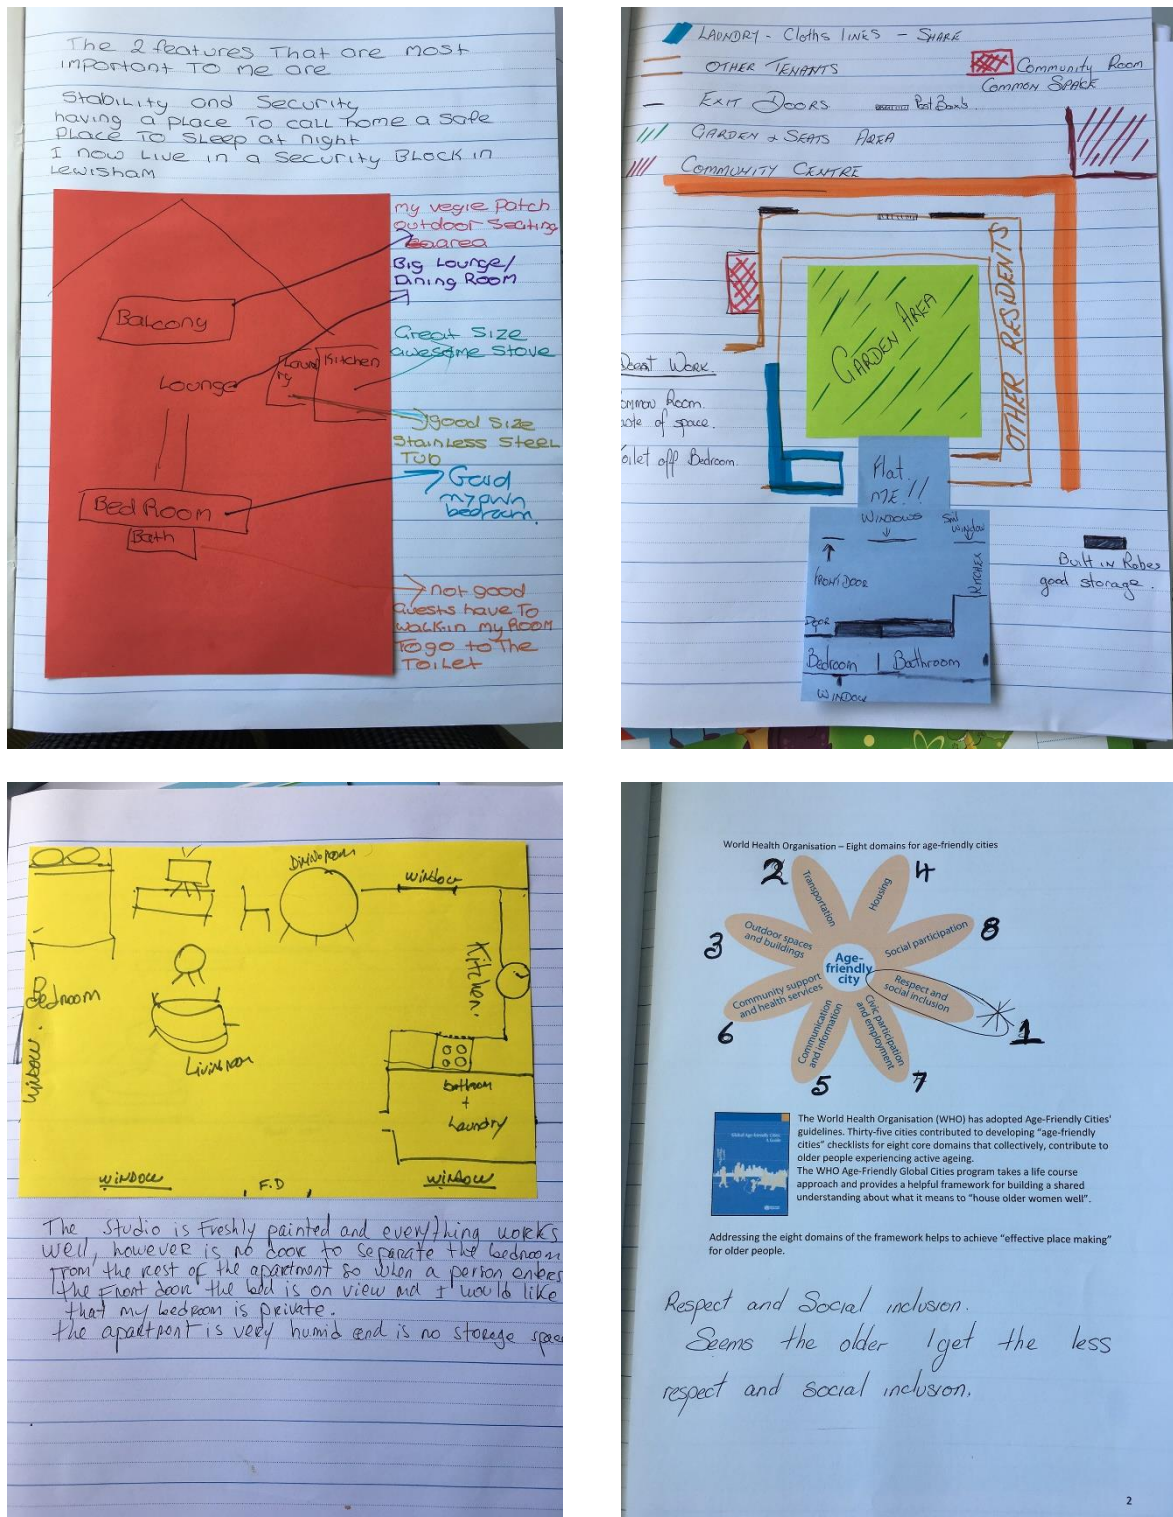 The 2 features That are most
important To me are
Stability and Security
having a place To call home a safe
Place To Sleep at night
I now Live in a Security Block in
Lewisham
my vegie Patch
outdoor Seating
area
Big Lounge/
Dining Room
Great Size
awesome Stove
good Size
Stainless Steel
Tub
Good
my own
bedroom.
not good
Guests have To
walk in my Room
To go to The
Toilet
Balcony
Lounge
Laundry
Kitchen
Bed Room
Bath
LAUNDRY - Cloths LINES - SHARE
OTHER TENANTS
Community Room
Common SPACE
EXIT DOORS
Post Boxes
GARDEN & SEATS AREA
COMMUNITY CENTRE
GARDEN AREA
OTHER RESIDENTS
Doesnt Work.
ommon Room.
aste of space.
oilet off Bedroom.
Flat
ME!!
WINDOWS
Sml
Window
FRONT DOOR
KITCHEN
DOOR
Bedroom
Bathroom
WINDOW
Built in Robes
good storage.
Dining room
window
Kitchen.
Bedroom
window.
Living room
bathroom
+
Laundry
window
F.D
window
The Studio is Freshly painted and everything works
well, however is no door to separate the bedroom
from the rest of the apartment so when a person enters
the front door the bed is on view and I would like
that my bedroom is private.
the apartment is very humid and is no storage space
World Health Organisation – Eight domains for age-friendly cities
2
Transportation
4
Housing
3
Outdoor spaces
and buildings
Social participation
8
Age-
friendly
city
Community support
and health services
6
Respect and
social inclusion
1
Communication
and information
5
Civic participation
and employment
7
Global Age-friendly Cities:
A Guide
The World Health Organisation (WHO) has adopted Age-Friendly Cities'
guidelines. Thirty-five cities contributed to developing "age-friendly
cities" checklists for eight core domains that collectively, contribute to
older people experiencing active ageing.
The WHO Age-Friendly Global Cities program takes a life course
approach and provides a helpful framework for building a shared
understanding about what it means to "house older women well".
Addressing the eight domains of the framework helps to achieve "effective place making"
for older people.
Respect and Social inclusion.
Seems the older I get the less
respect and social inclusion.
2